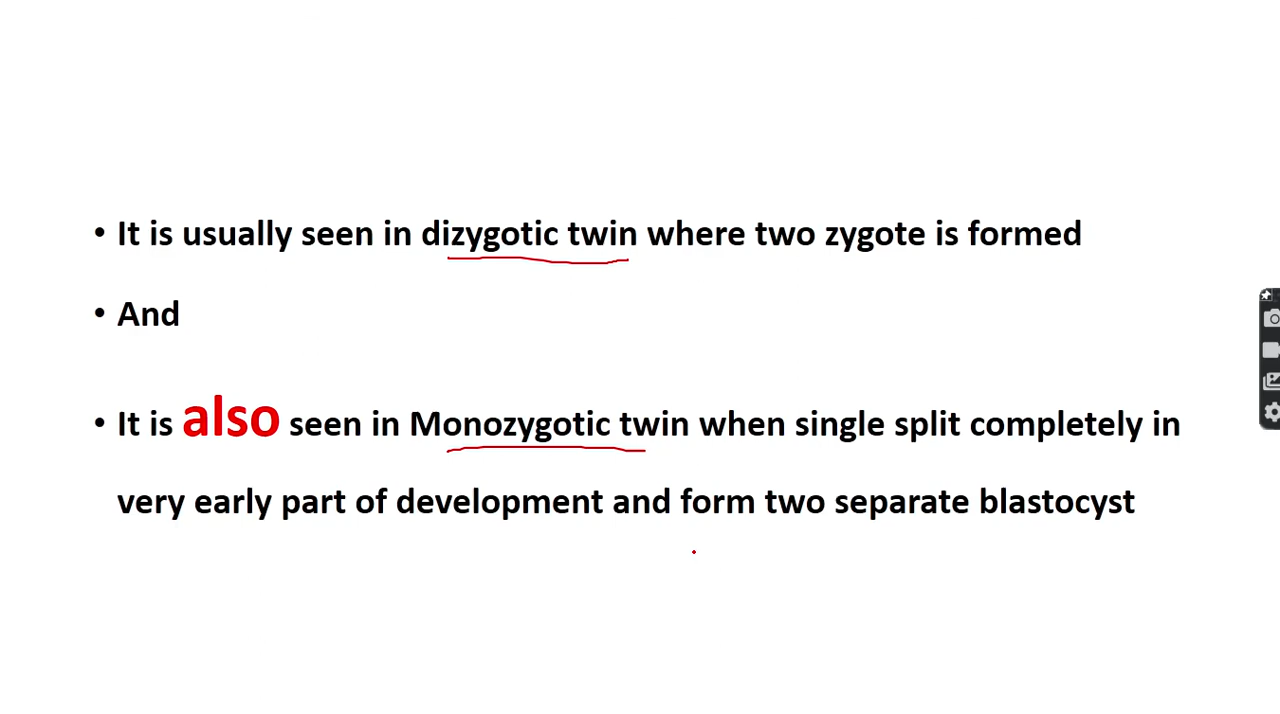 • It is usually seen in dizygotic twin where two zygote is formed
• And
• It is also seen in Monozygotic twin when single split completely in
very early part of development and form two separate blastocyst